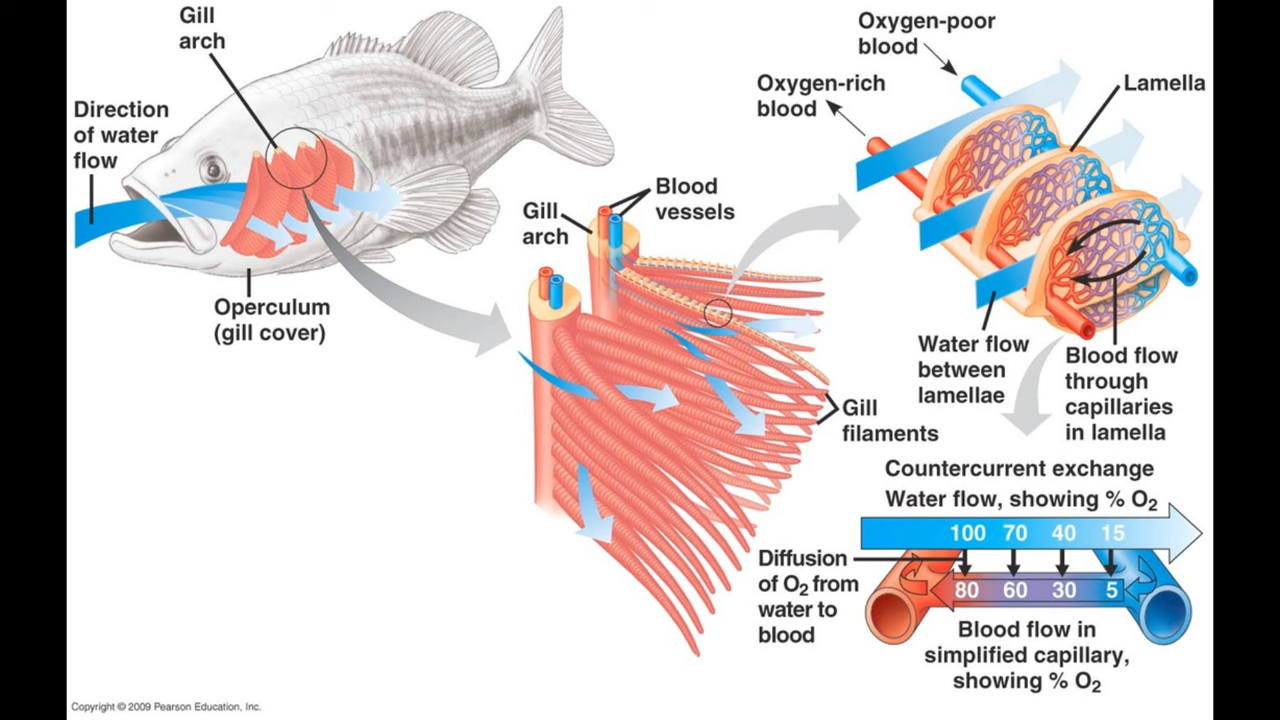 Gill
arch
Direction
of water
flow
Operculum
(gill cover)
Gill
arch
Blood
vessels
Gill
filaments
Oxygen-poor
blood
Oxygen-rich
blood
Lamella
Water flow
between
lamellae
Blood flow
through
capillaries
in lamella
Countercurrent exchange
Water flow, showing % O₂
100 70 40 15
Diffusion
of O₂ from
water to
blood
80 60 30 5
Blood flow in
simplified capillary,
showing % O₂
Copyright © 2009 Pearson Education, Inc.